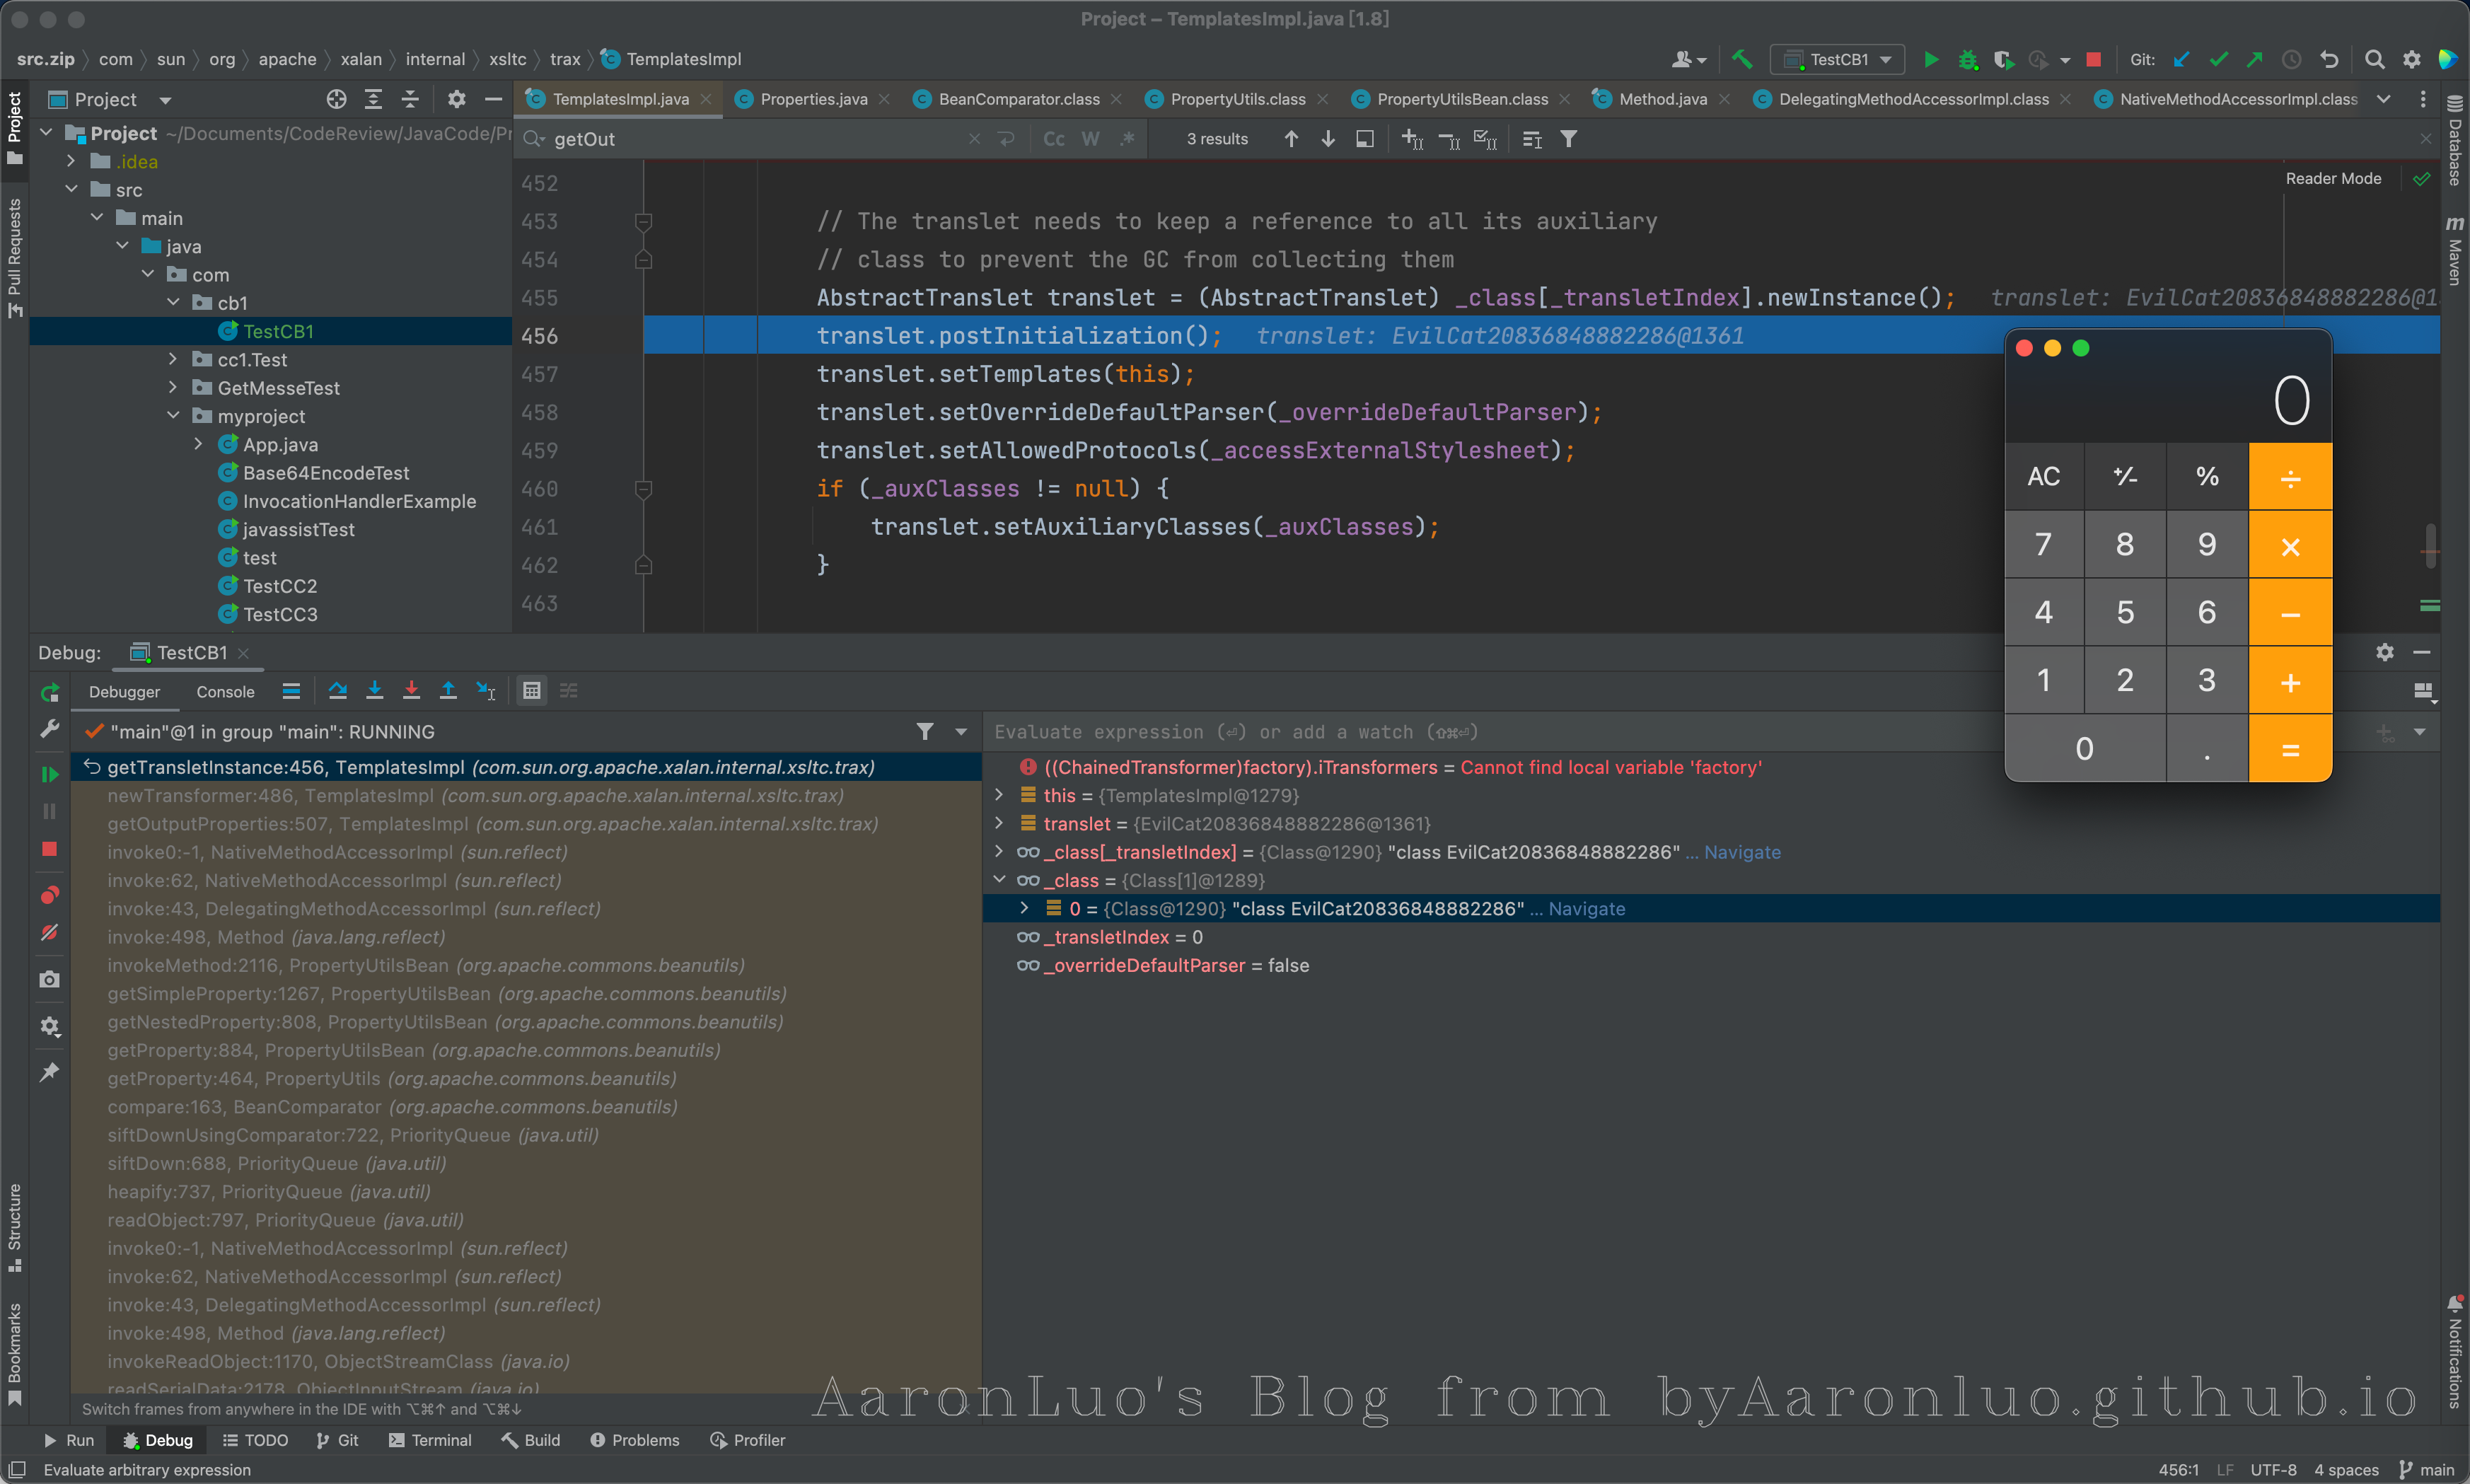 Project – TemplatesImpl.java [1.8]
src.zip com sun org apache xalan internal xsltc trax TemplatesImpl
TestCB1
Git:
Project
TemplatesImpl.java Properties.java BeanComparator.class PropertyUtils.class PropertyUtilsBean.class Method.java DelegatingMethodAccessorImpl.class NativeMethodAccessorImpl.class
Project
Pull Requests
Structure
Bookmarks
Database
Maven
Notifications
Project ~/Documents/CodeReview/JavaCode/Pr
.idea
src
main
java
com
cb1
TestCB1
cc1.Test
GetMesseTest
myproject
App.java
Base64EncodeTest
InvocationHandlerExample
javassistTest
test
TestCC2
TestCC3
getOut
Cc W .*
3 results
Reader Mode
452
453 // The translet needs to keep a reference to all its auxiliary
454 // class to prevent the GC from collecting them
455 AbstractTranslet translet = (AbstractTranslet) _class[_transletIndex].newInstance(); translet: EvilCat20836848882286@1
456 translet.postInitialization(); translet: EvilCat20836848882286@1361
457 translet.setTemplates(this);
458 translet.setOverrideDefaultParser(_overrideDefaultParser);
459 translet.setAllowedProtocols(_accessExternalStylesheet);
460 if (_auxClasses != null) {
461 translet.setAuxiliaryClasses(_auxClasses);
462 }
463
0
AC +⁄- % ÷
7 8 9 ×
4 5 6 −
1 2 3 +
0 . =
Debug: TestCB1
Debugger Console
"main"@1 in group "main": RUNNING
getTransletInstance:456, TemplatesImpl (com.sun.org.apache.xalan.internal.xsltc.trax)
newTransformer:486, TemplatesImpl (com.sun.org.apache.xalan.internal.xsltc.trax)
getOutputProperties:507, TemplatesImpl (com.sun.org.apache.xalan.internal.xsltc.trax)
invoke0:-1, NativeMethodAccessorImpl (sun.reflect)
invoke:62, NativeMethodAccessorImpl (sun.reflect)
invoke:43, DelegatingMethodAccessorImpl (sun.reflect)
invoke:498, Method (java.lang.reflect)
invokeMethod:2116, PropertyUtilsBean (org.apache.commons.beanutils)
getSimpleProperty:1267, PropertyUtilsBean (org.apache.commons.beanutils)
getNestedProperty:808, PropertyUtilsBean (org.apache.commons.beanutils)
getProperty:884, PropertyUtilsBean (org.apache.commons.beanutils)
getProperty:464, PropertyUtils (org.apache.commons.beanutils)
compare:163, BeanComparator (org.apache.commons.beanutils)
siftDownUsingComparator:722, PriorityQueue (java.util)
siftDown:688, PriorityQueue (java.util)
heapify:737, PriorityQueue (java.util)
readObject:797, PriorityQueue (java.util)
invoke0:-1, NativeMethodAccessorImpl (sun.reflect)
invoke:62, NativeMethodAccessorImpl (sun.reflect)
invoke:43, DelegatingMethodAccessorImpl (sun.reflect)
invoke:498, Method (java.lang.reflect)
invokeReadObject:1170, ObjectStreamClass (java.io)
readSerialData:2178, ObjectInputStream (java.io)
Switch frames from anywhere in the IDE with ⌥⌘↑ and ⌥⌘↓
Evaluate expression (⏎) or add a watch (⇧⌘⏎)
((ChainedTransformer)factory).iTransformers = Cannot find local variable 'factory'
this = {TemplatesImpl@1279}
translet = {EvilCat20836848882286@1361}
_class[_transletIndex] = {Class@1290} "class EvilCat20836848882286" ... Navigate
_class = {Class[1]@1289}
0 = {Class@1290} "class EvilCat20836848882286" ... Navigate
_transletIndex = 0
_overrideDefaultParser = false
AaronLuo's Blog from byAaronluo.github.io
Run Debug TODO Git Terminal Build Problems Profiler
Evaluate arbitrary expression
456:1 LF UTF-8 4 spaces main